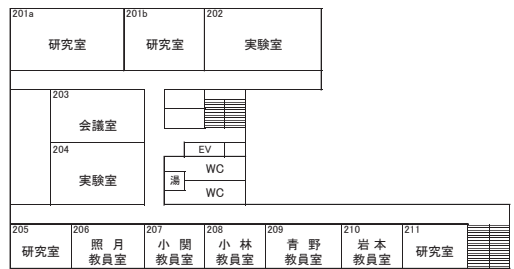 201a
研究室
201b
研究室
202
実験室
203
会議室
204
実験室
EV
WC
湯
WC
205
研究室
206
照 月
教員室
207
小 関
教員室
208
小 林
教員室
209
青 野
教員室
210
岩 本
教員室
211
研究室